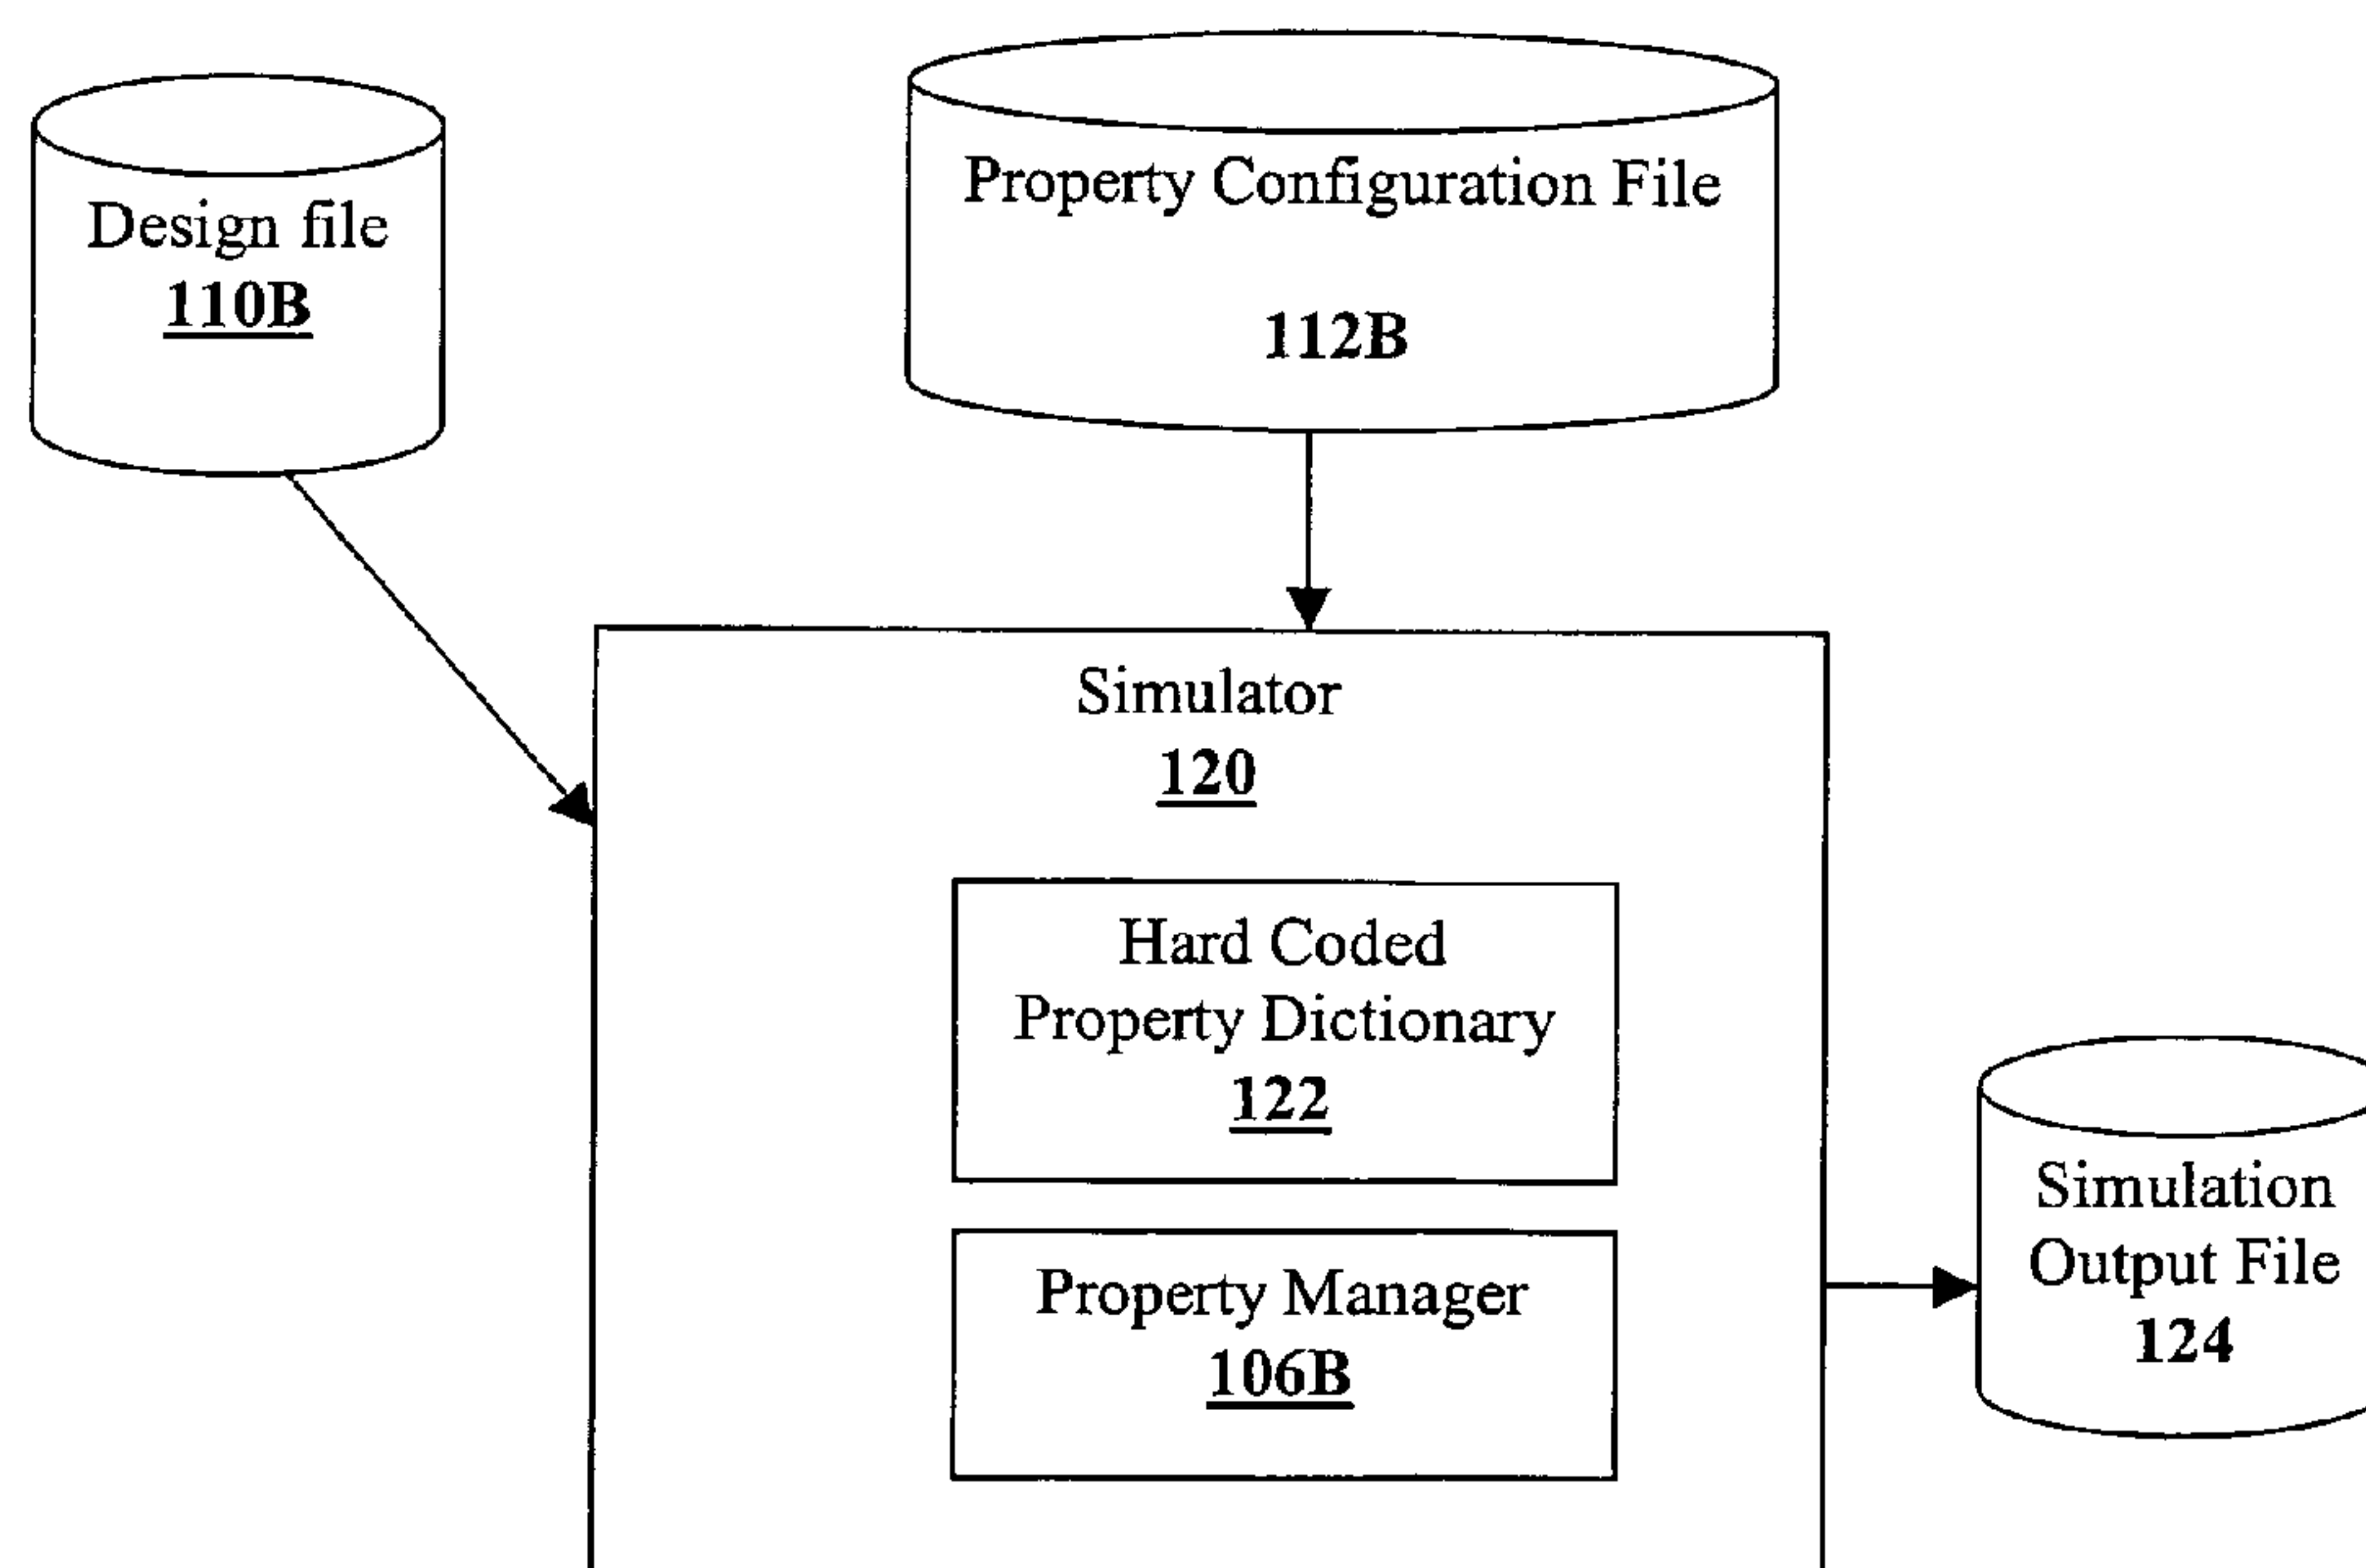 Design file
110B
Property Configuration File
112B
Simulator
120
Hard Coded
Property Dictionary
122
Property Manager
106B
Simulation
Output File
124